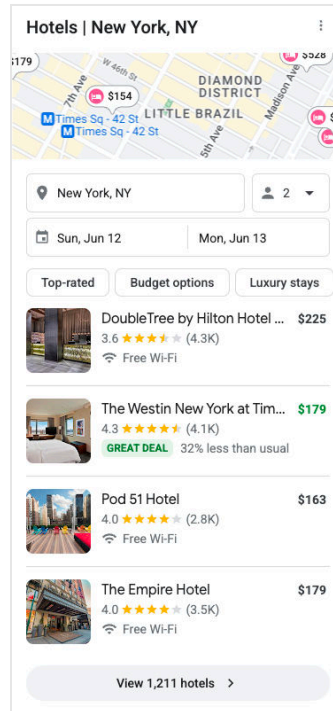 Hotels | New York, NY
$179
W 46th St
$528
DIAMOND
DISTRICT
7th Ave
$154
Madison Ave
LITTLE BRAZIL
M Times Sq - 42 St
M Times Sq - 42 St
5th Ave
New York, NY
2
Sun, Jun 12
Mon, Jun 13
Top-rated
Budget options
Luxury stays
DoubleTree by Hilton Hotel ... $225
3.6 (4.3K)
Free Wi-Fi
The Westin New York at Tim... $179
4.3 (4.1K)
GREAT DEAL 32% less than usual
Pod 51 Hotel $163
4.0 (2.8K)
Free Wi-Fi
The Empire Hotel $179
4.0 (3.5K)
Free Wi-Fi
View 1,211 hotels